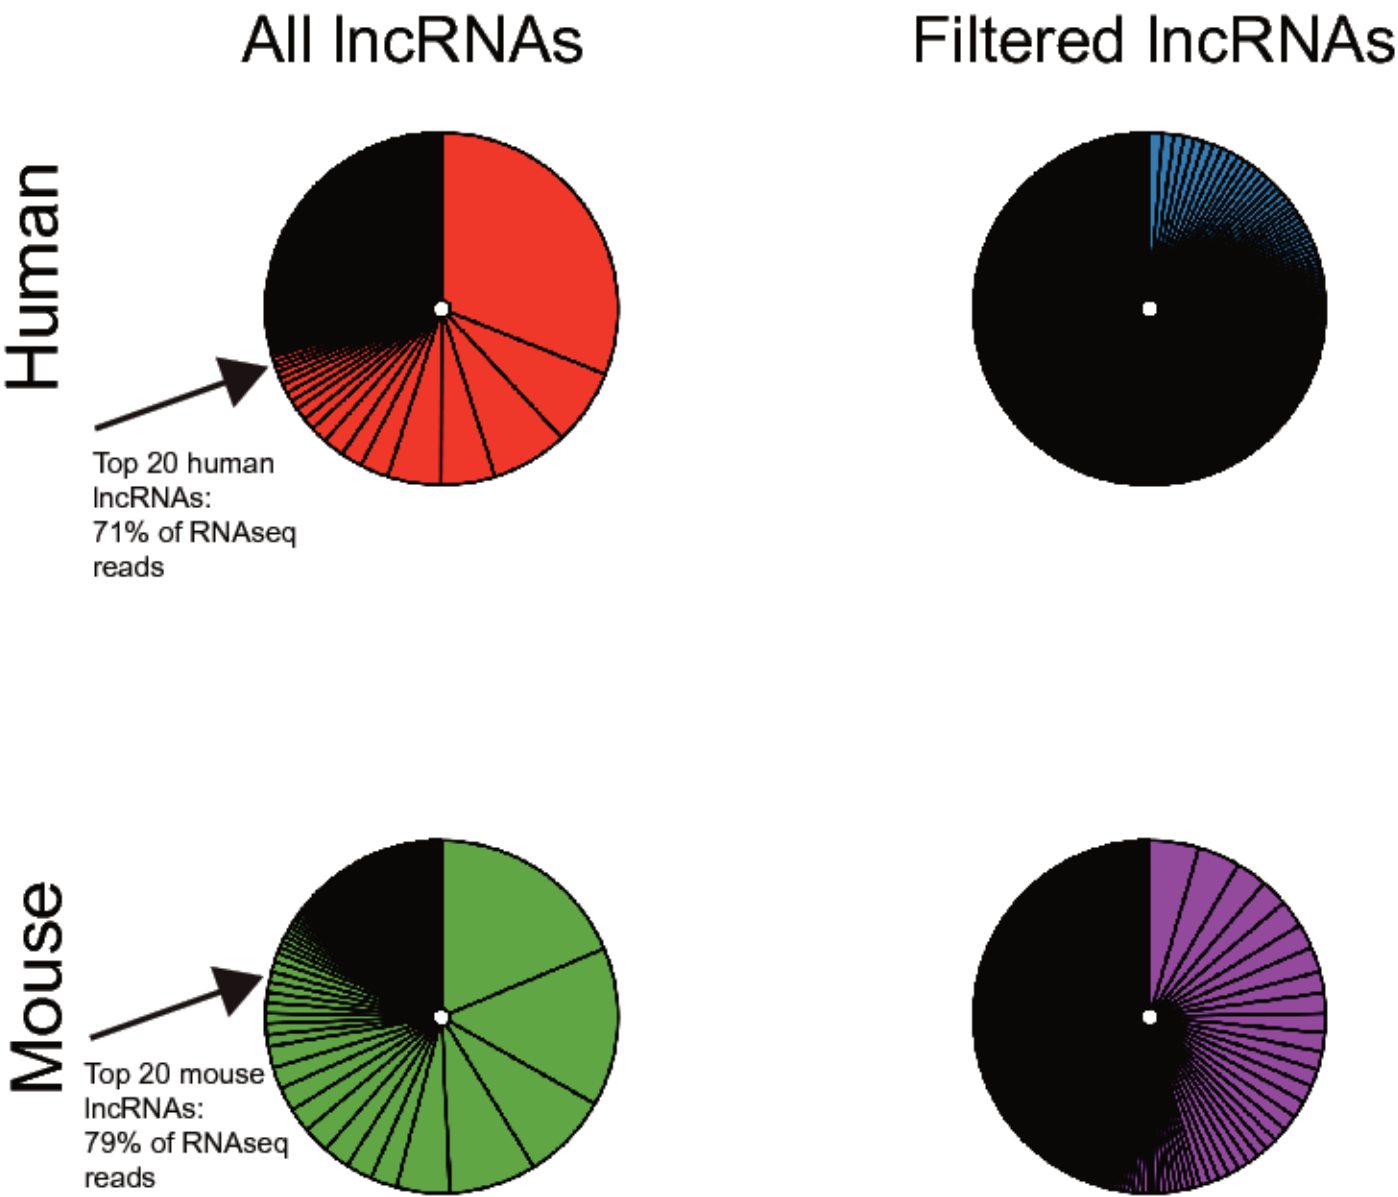 All lncRNAs
Filtered lncRNAs
Human
Top 20 human
lncRNAs:
71% of RNAseq
reads
Mouse
Top 20 mouse
lncRNAs:
79% of RNAseq
reads